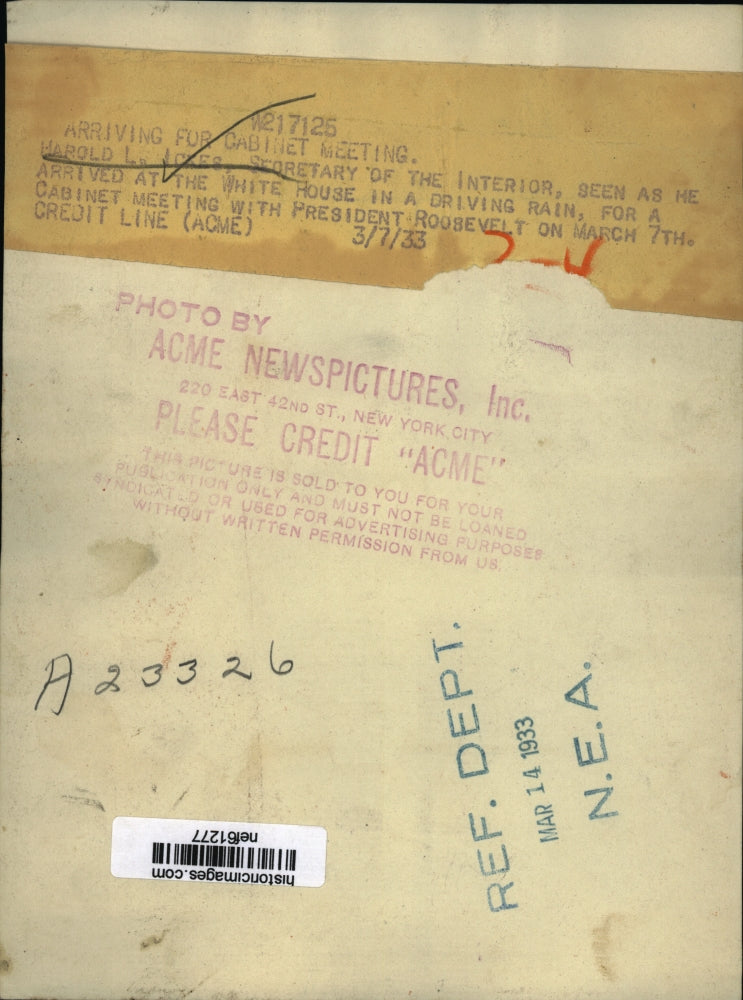 W217125
ARRIVING FOR CABINET MEETING.
HAROLD L. ICKES, SECRETARY OF THE INTERIOR, SEEN AS HE
ARRIVED AT THE WHITE HOUSE IN A DRIVING RAIN, FOR A
CABINET MEETING WITH PRESIDENT ROOSEVELT ON MARCH 7TH.
CREDIT LINE (ACME) 3/7/33
PHOTO BY
ACME NEWSPICTURES, Inc.
220 EAST 42ND ST., NEW YORK CITY
PLEASE CREDIT "ACME"
THIS PICTURE IS SOLD TO YOU FOR YOUR
PUBLICATION ONLY AND MUST NOT BE LOANED
SYNDICATED OR USED FOR ADVERTISING PURPOSES
WITHOUT WRITTEN PERMISSION FROM US.
A 23326
REF. DEPT.
MAR 14 1933
N.E.A.
historicimages.com
nef61277